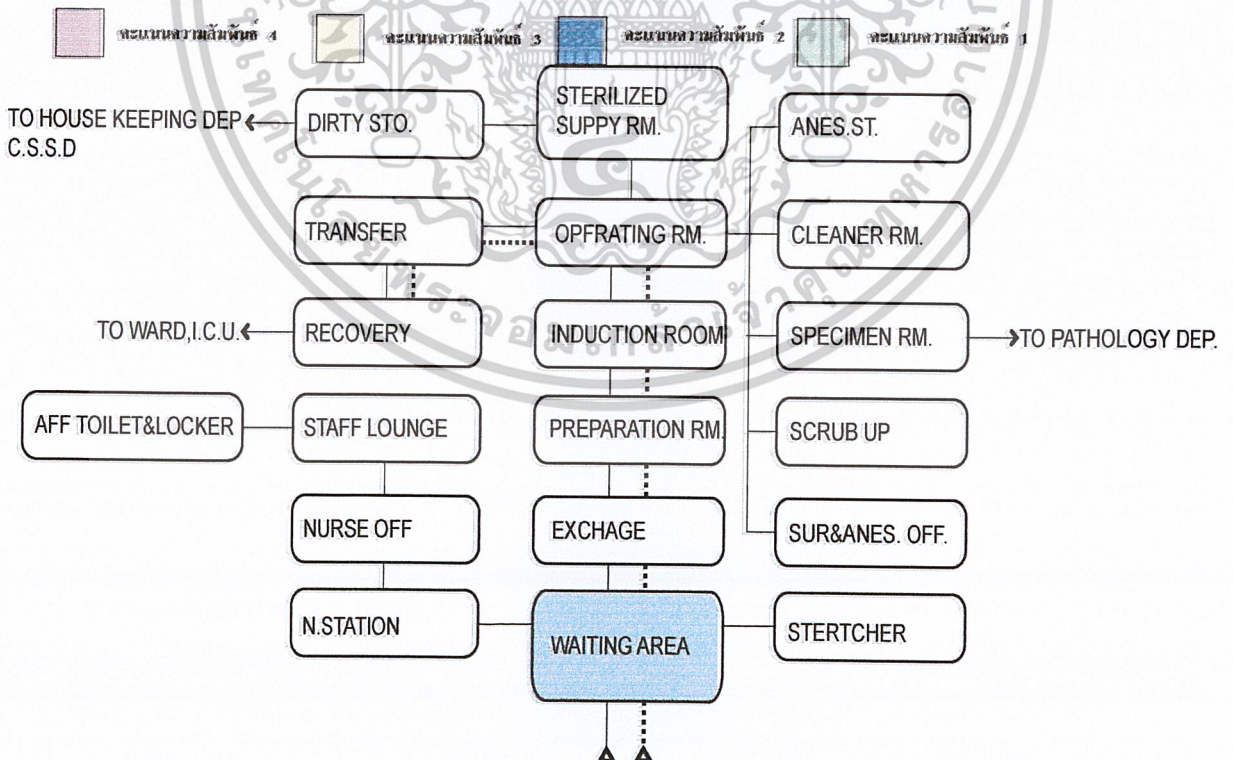 คะแนนความสัมพันธ์ 4
คะแนนความสัมพันธ์ 3
คะแนนความสัมพันธ์ 2
คะแนนความสัมพันธ์ 1
TO HOUSE KEEPING DEP
C.S.S.D
DIRTY STO.
STERILIZED
SUPPY RM.
ANES.ST.
TRANSFER
OPFRATING RM.
CLEANER RM.
TO WARD,I.C.U.
RECOVERY
INDUCTION ROOM
SPECIMEN RM.
TO PATHOLOGY DEP.
AFF TOILET&LOCKER
STAFF LOUNGE
PREPARATION RM.
SCRUB UP
NURSE OFF
EXCHAGE
SUR&ANES. OFF.
N.STATION
WAITING AREA
STERTCHER